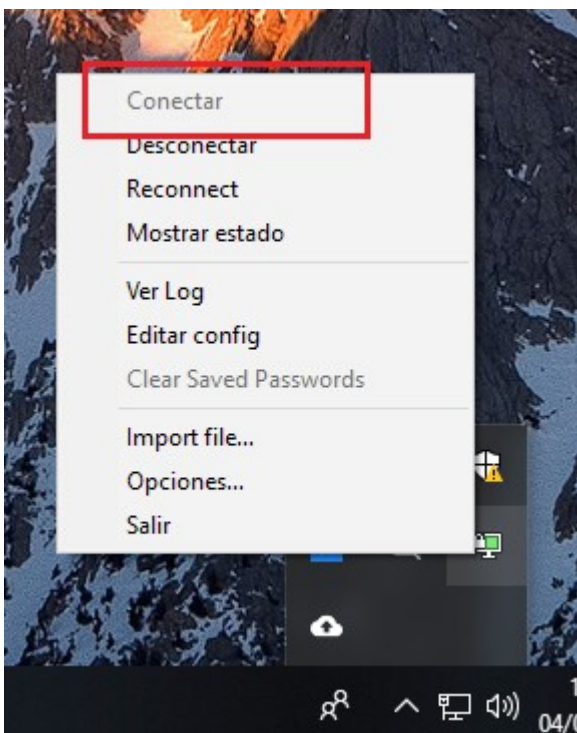 Conectar
Desconectar
Reconnect
Mostrar estado
Ver Log
Editar config
Clear Saved Passwords
Import file...
Opciones...
Salir